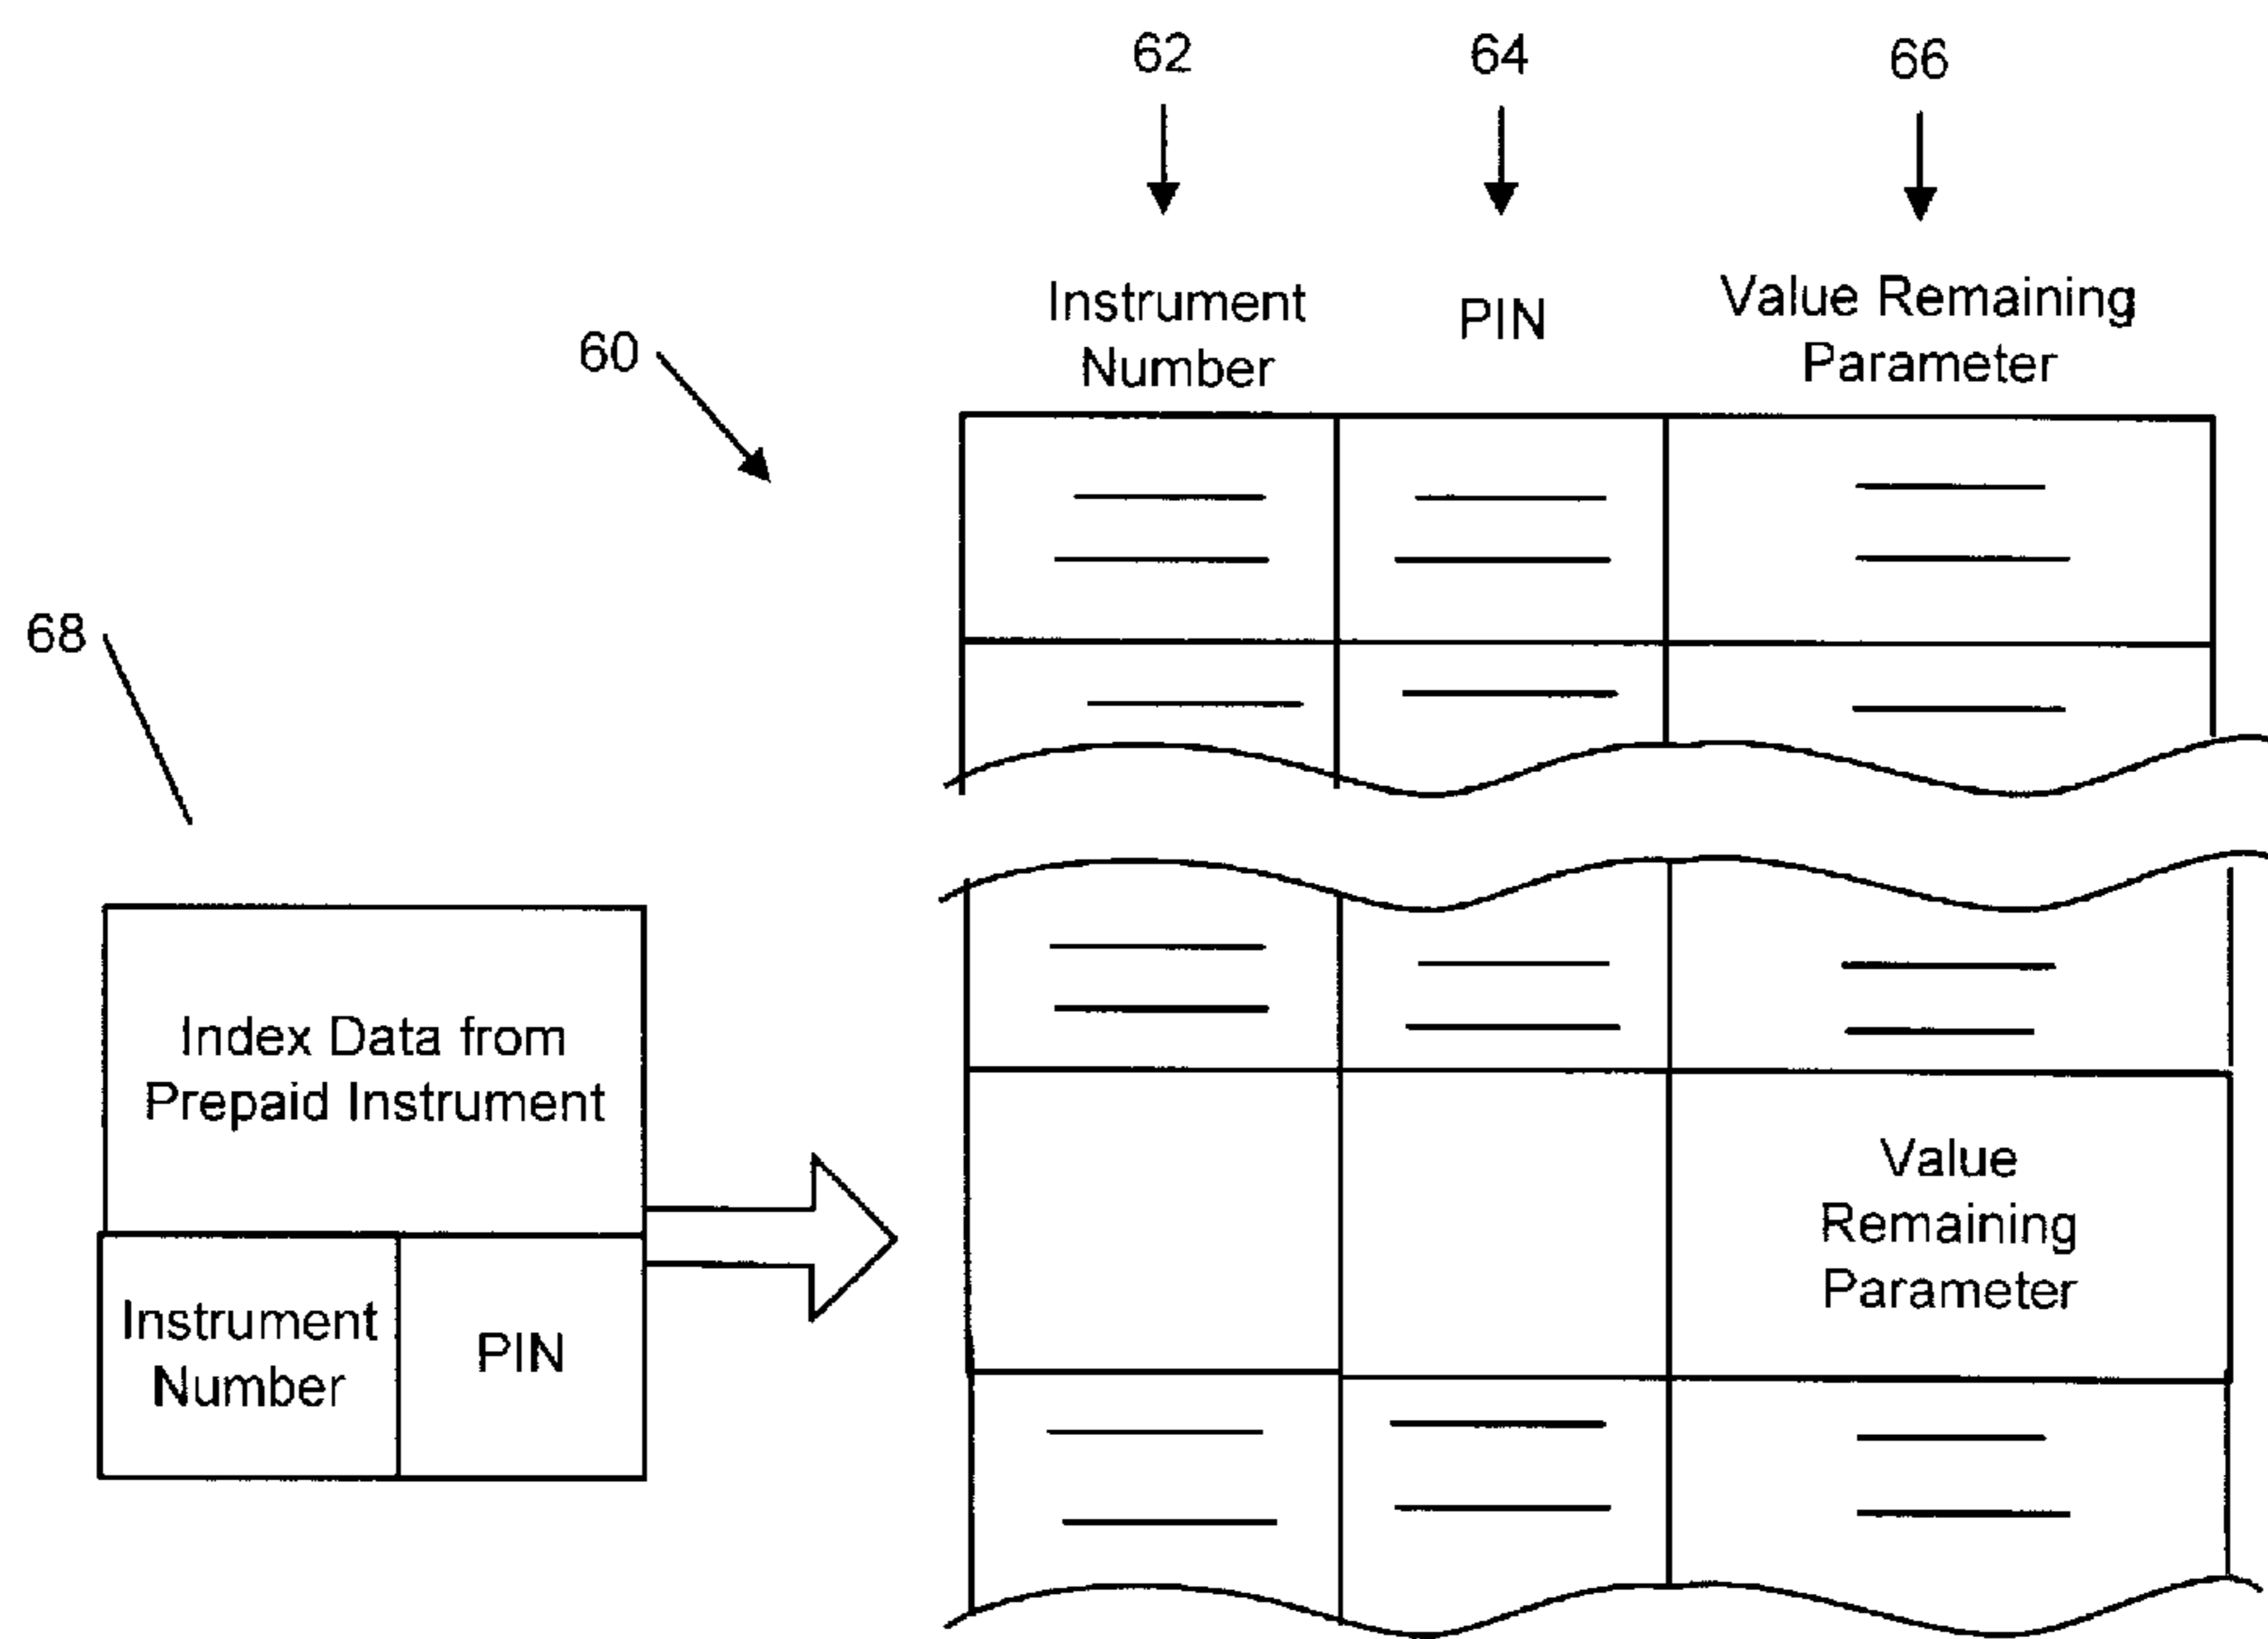 62
64
66
Instrument
Number
PIN
Value Remaining
Parameter
60
68
Index Data from
Prepaid Instrument
Instrument
Number
PIN
Value
Remaining
Parameter